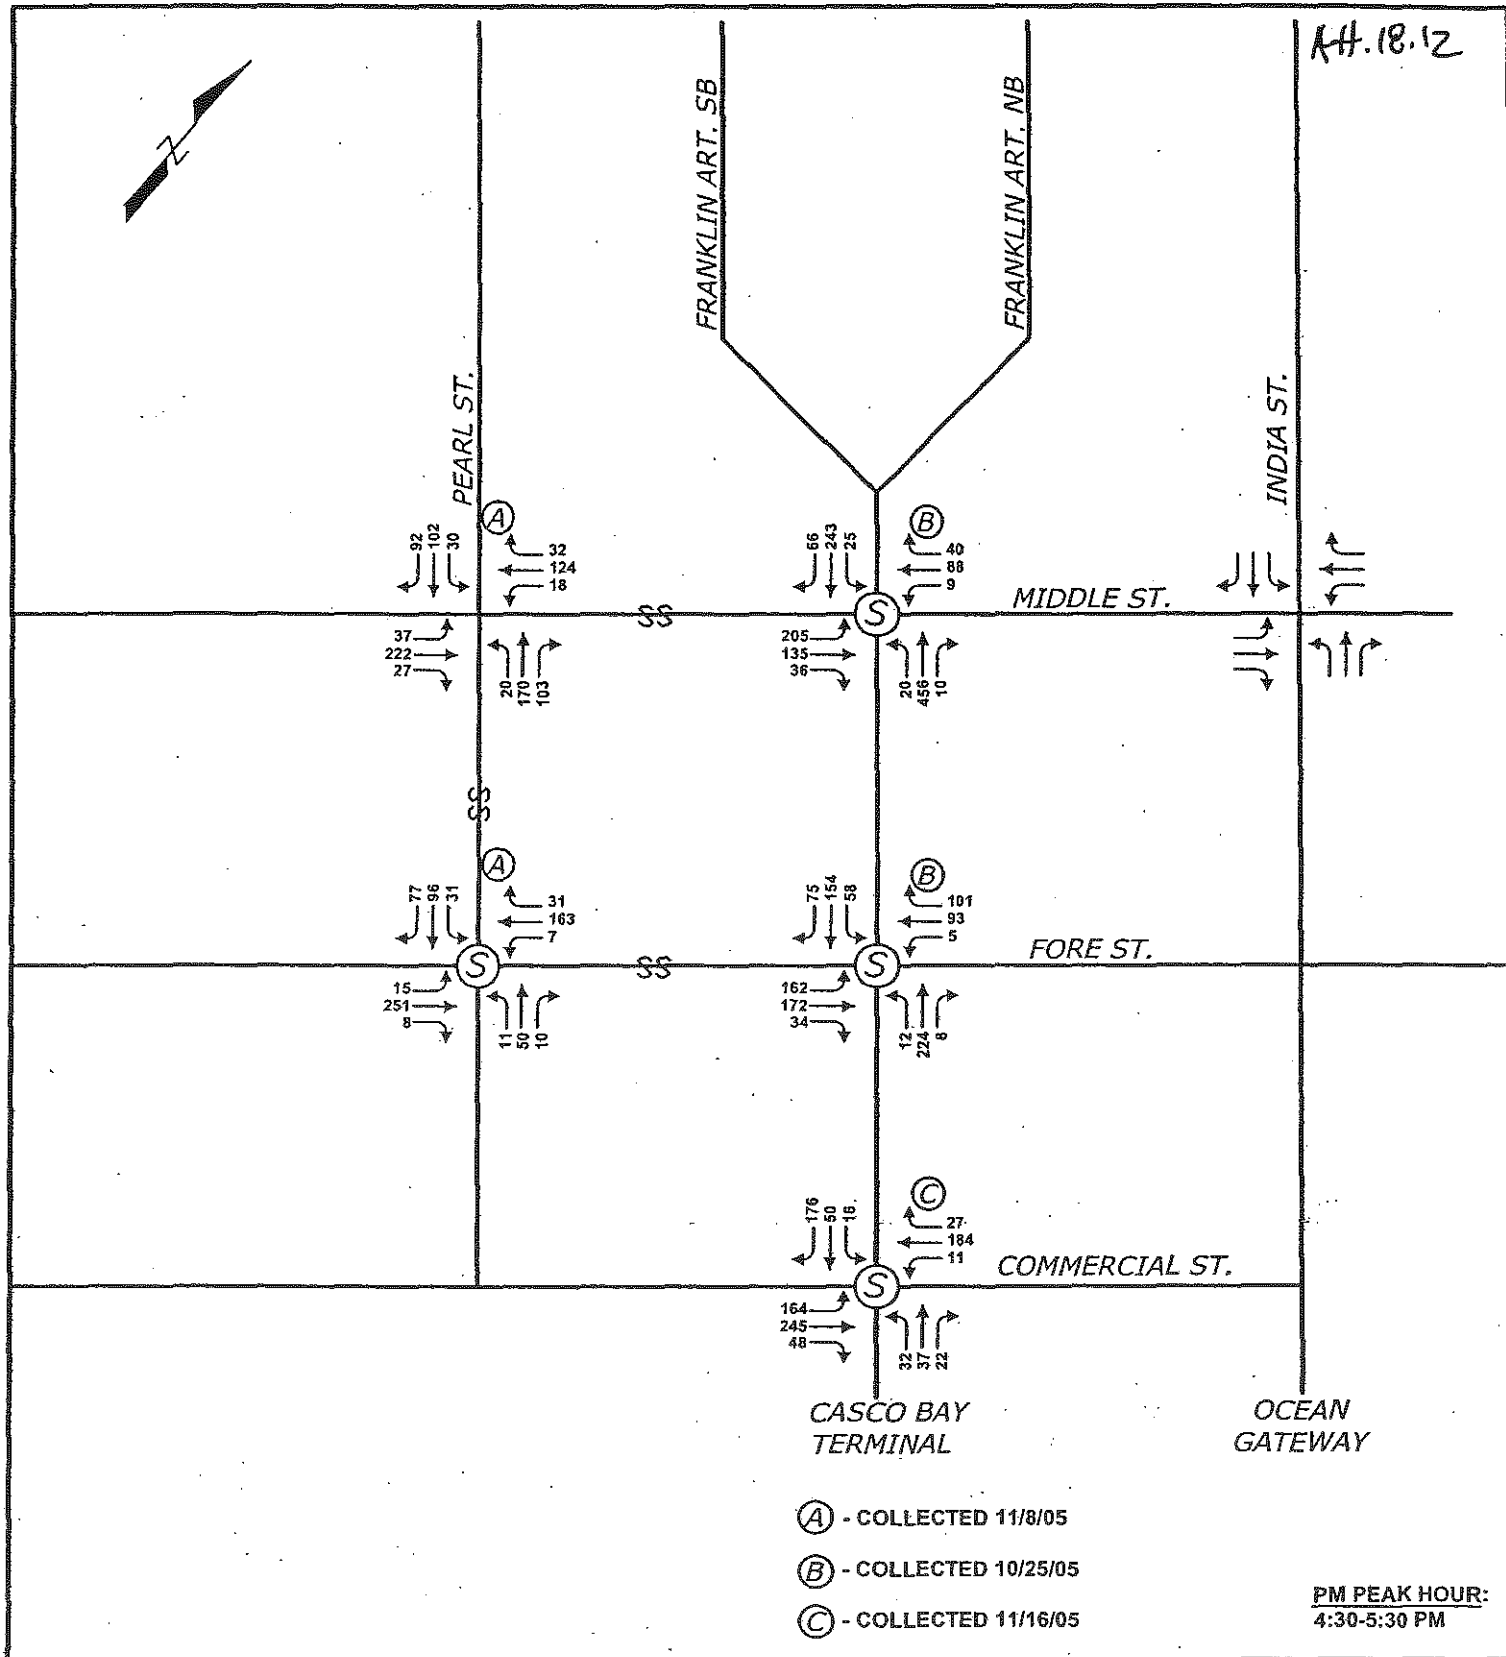 AH.18.12
Z
FRANKLIN ART. SB
FRANKLIN ART. NB
PEARL ST.
INDIA ST.
A
92
102
30
32
124
18
37
222
27
20
170
103
B
66
243
25
40
88
9
S
MIDDLE ST.
SS
205
135
36
20
456
10
SS
A
77
96
31
31
163
7
S
15
251
8
11
50
10
SS
B
75
154
58
101
93
5
S
FORE ST.
162
172
34
12
224
8
C
176
50
16
27
184
11
S
COMMERCIAL ST.
164
245
48
32
37
22
CASCO BAY
TERMINAL
OCEAN
GATEWAY
A - COLLECTED 11/8/05
B - COLLECTED 10/25/05
C - COLLECTED 11/16/05
PM PEAK HOUR:
4:30-5:30 PM